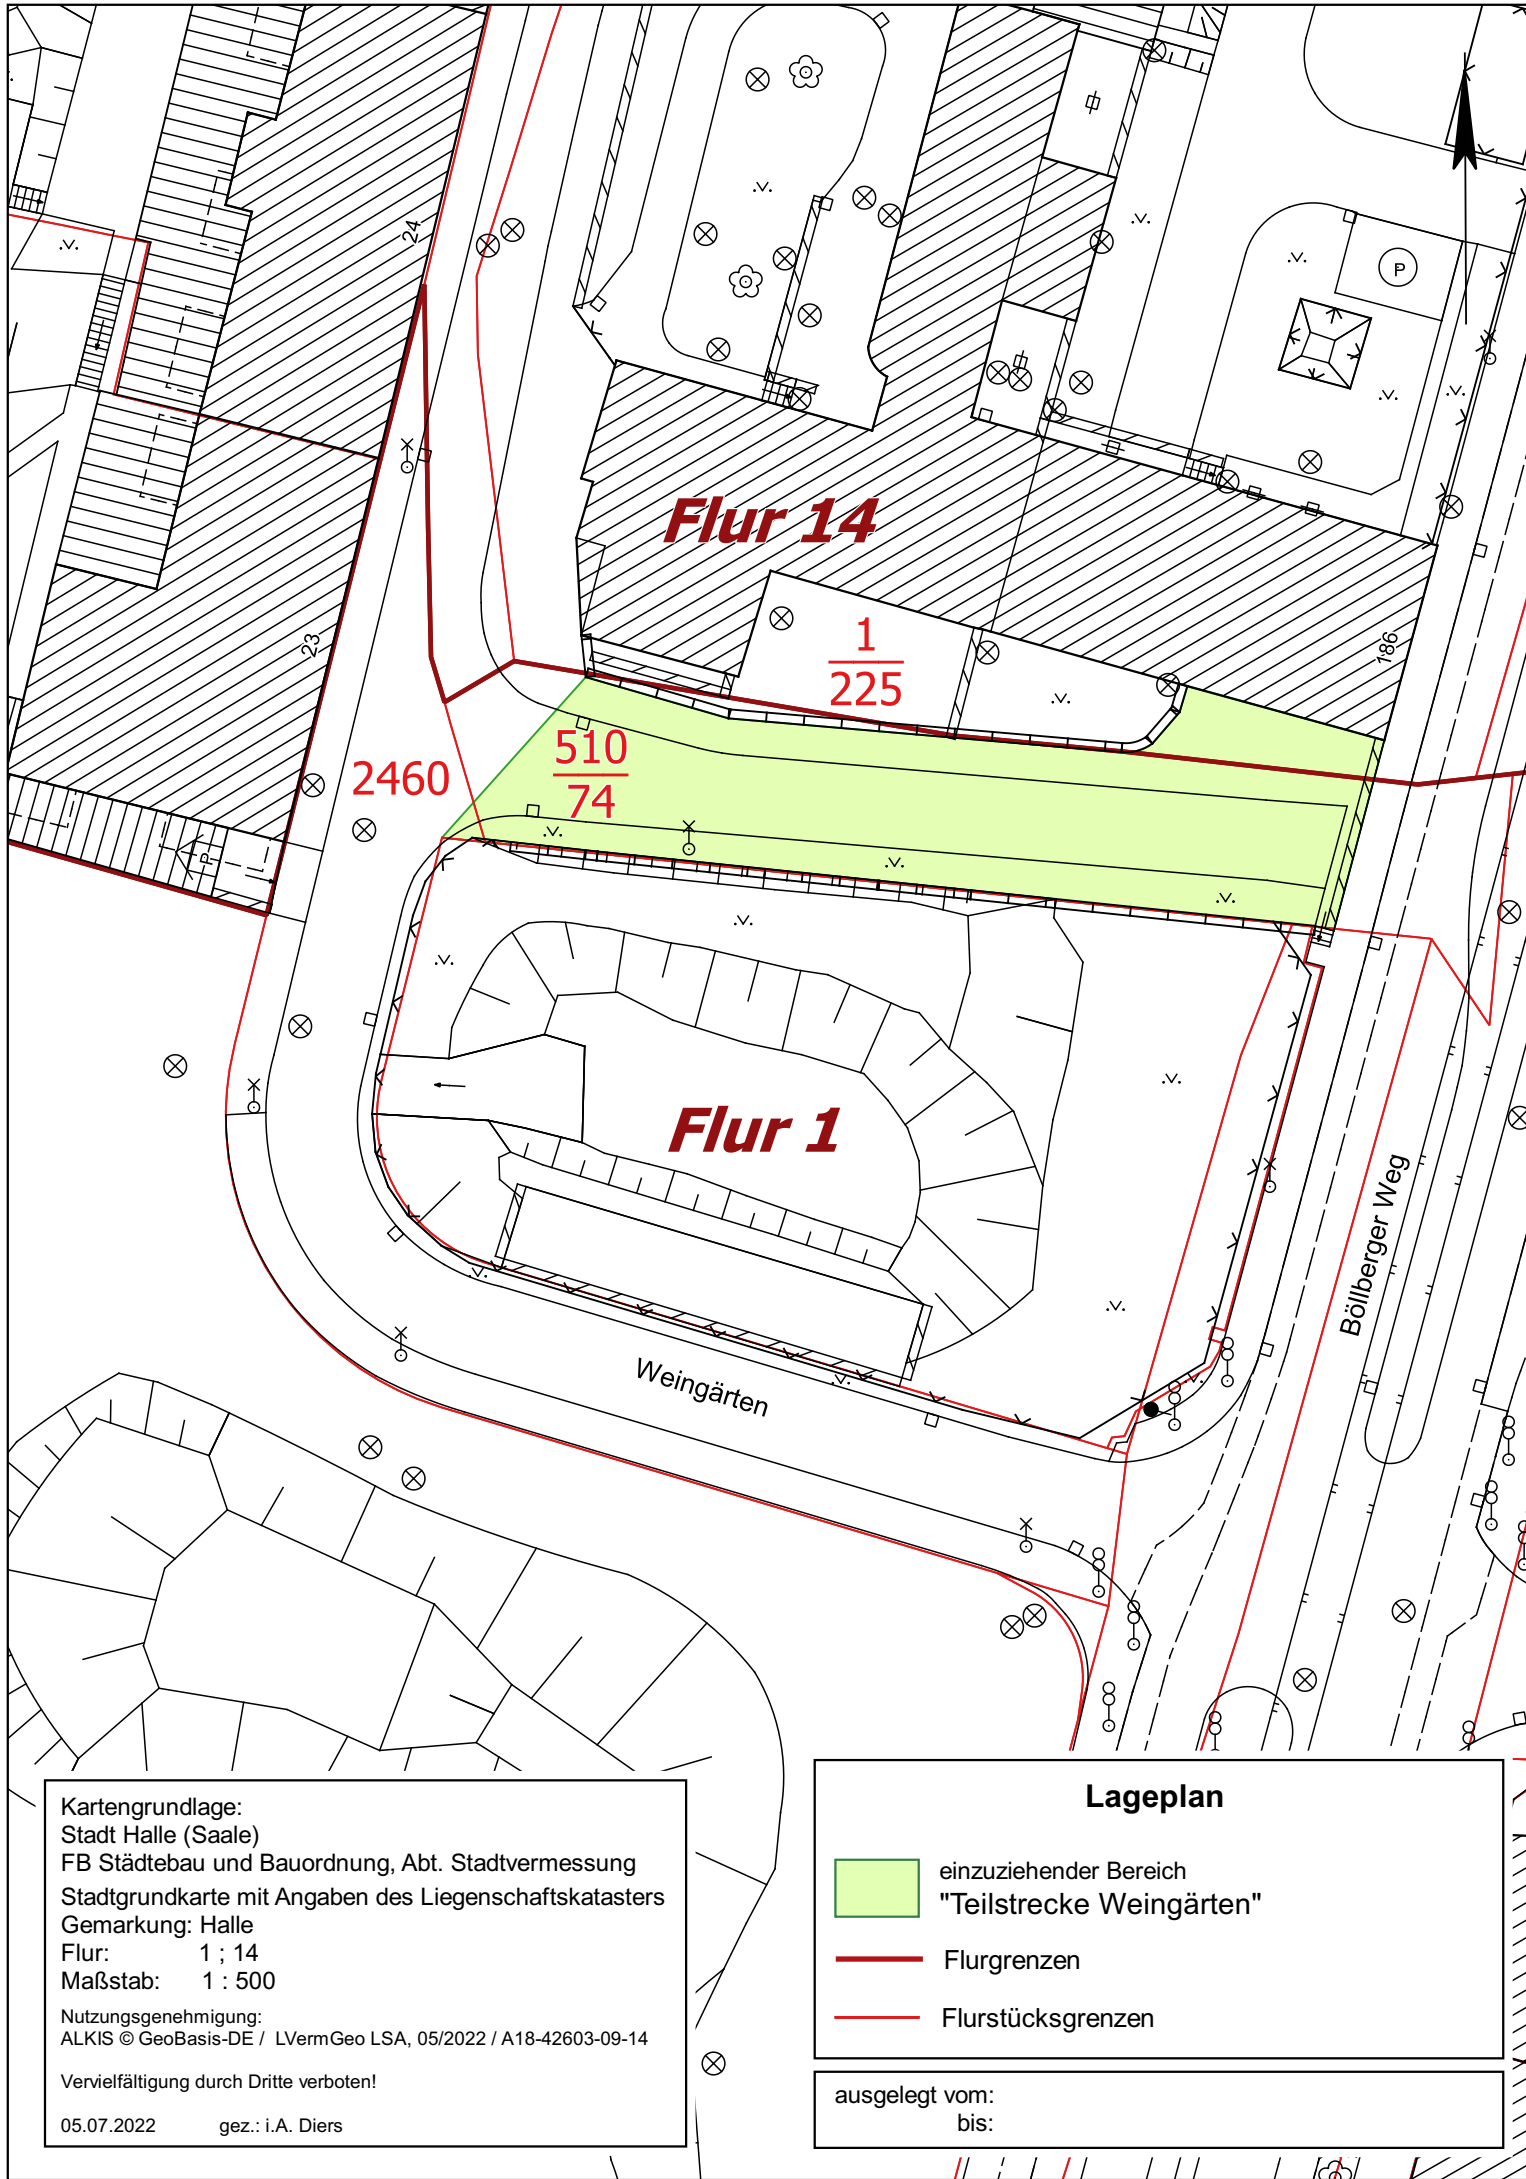 24
P
Flur 14
23
1
225
186
510
74
2460
P
Flur 1
Böllberger Weg
Weingärten
Kartengrundlage:
Stadt Halle (Saale)
FB Städtebau und Bauordnung, Abt. Stadtvermessung
Stadtgrundkarte mit Angaben des Liegenschaftskatasters
Gemarkung: Halle
Flur: 1 ; 14
Maßstab: 1 : 500
Nutzungsgenehmigung:
ALKIS © GeoBasis-DE / LVermGeo LSA, 05/2022 / A18-42603-09-14
Vervielfältigung durch Dritte verboten!
05.07.2022 gez.: i.A. Diers
Lageplan
einzuziehender Bereich
"Teilstrecke Weingärten"
Flurgrenzen
Flurstücksgrenzen
ausgelegt vom:
bis: